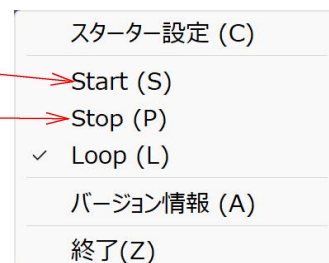 スターター設定 (C)
Start (S)
Stop (P)
Loop (L)
バージョン情報 (A)
終了(Z)